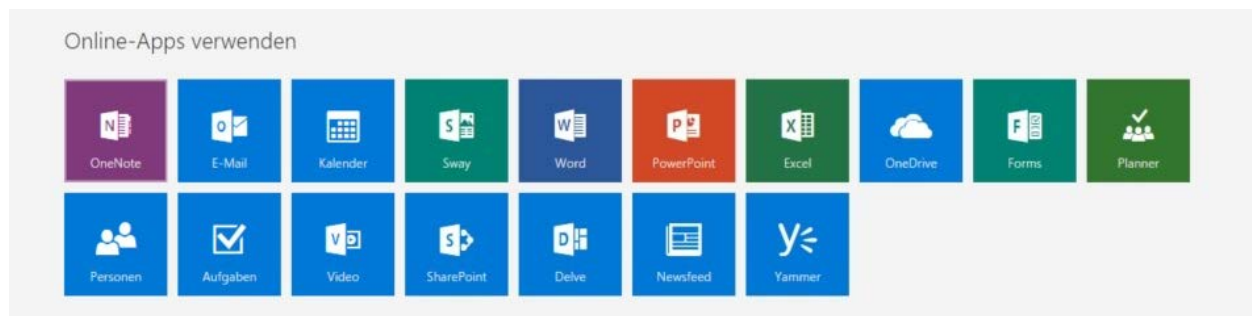 Online-Apps verwenden
N
O
S
W
P
X
F
OneNote
E-Mail
Kalender
Sway
Word
PowerPoint
Excel
OneDrive
Forms
Planner
V
S
D
y
Personen
Aufgaben
Video
SharePoint
Delve
Newsfeed
Yammer